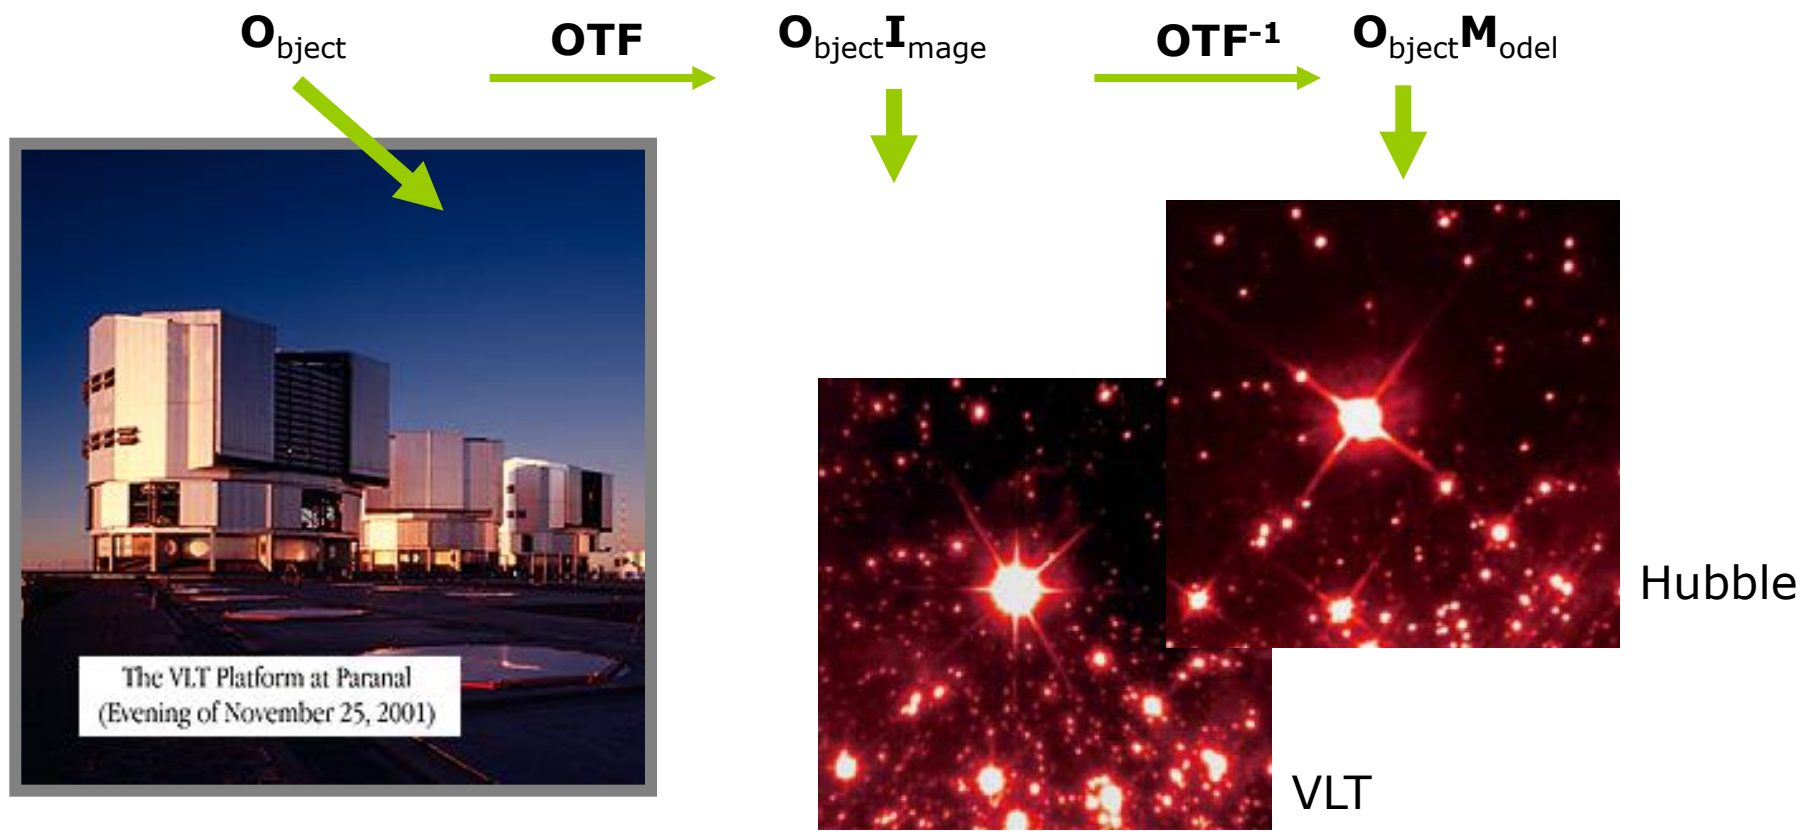 Object OTF ObjectImage OTF-1 ObjectModel
The VLT Platform at Paranal
(Evening of November 25, 2001)
Hubble
VLT